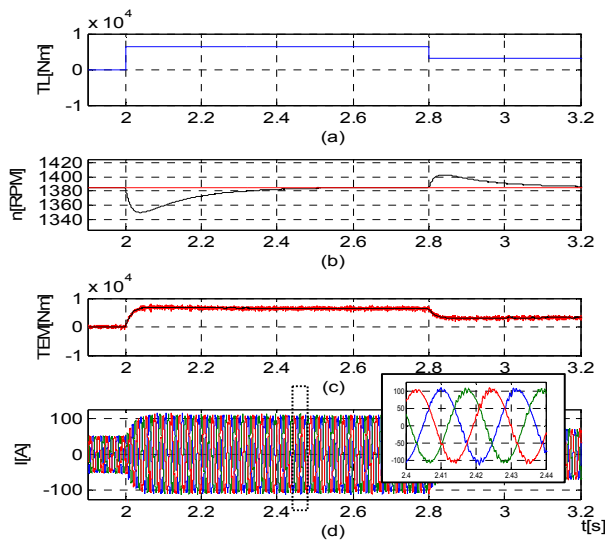 x 10^4
TL[Nm]
1
0
-1
2 2.2 2.4 2.6 2.8 3 3.2
(a)
n[RPM]
1420
1400
1380
1360
1340
2 2.2 2.4 2.6 2.8 3 3.2
(b)
x 10^4
TEM[Nm]
1
0
-1
2 2.2 2.4 2.6 2.8 3 3.2
(c)
I[A]
100
0
-100
100
50
0
-50
-100
2.4 2.41 2.42 2.43 2.44
2 2.2 2.4 2.6 2.8 3 3.2
(d)
t[s]